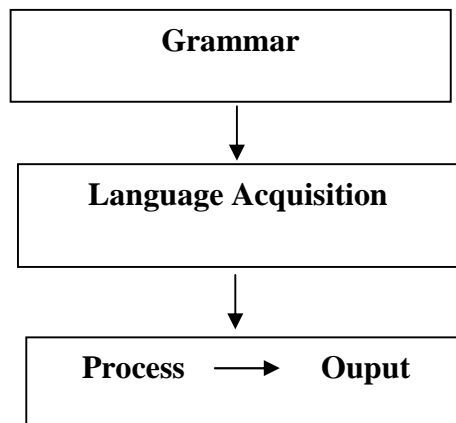 Grammar
Language Acquisition
Process → Ouput